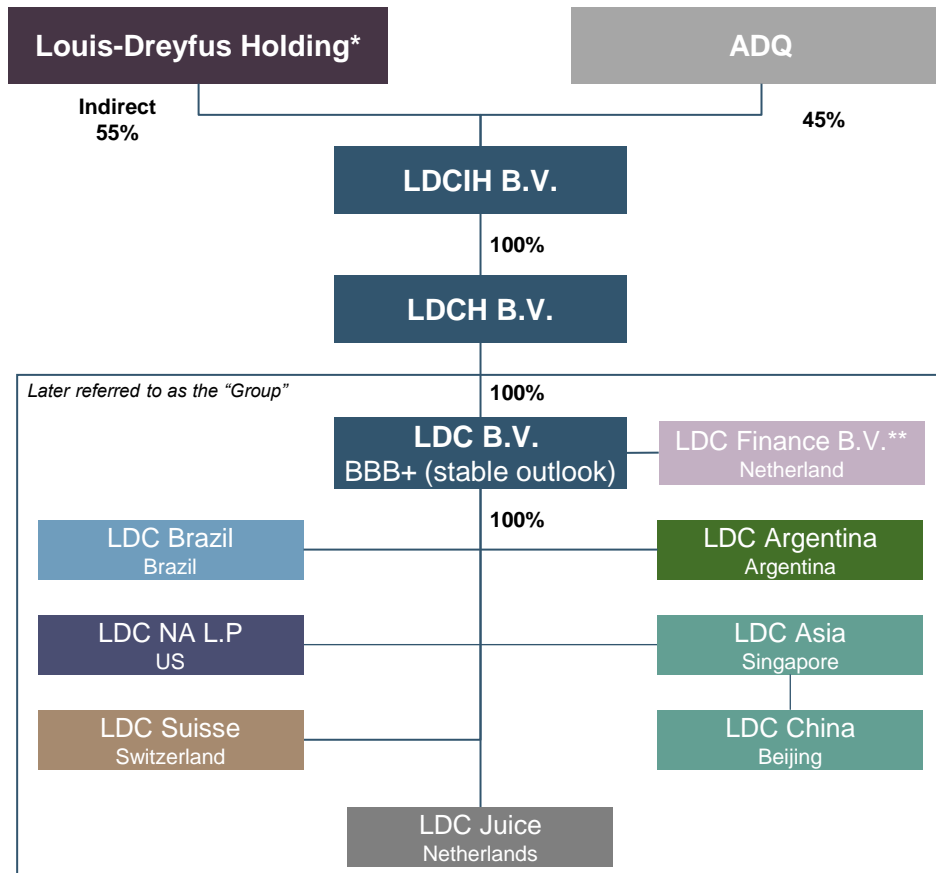 Louis-Dreyfus Holding*
ADQ
Indirect
55%
45%
LDCIH B.V.
100%
LDCH B.V.
Later referred to as the “Group”
100%
LDC B.V.
BBB+ (stable outlook)
LDC Finance B.V.**
Netherland
100%
LDC Brazil
Brazil
LDC Argentina
Argentina
LDC NA L.P
US
LDC Asia
Singapore
LDC Suisse
Switzerland
LDC China
Beijing
LDC Juice
Netherlands